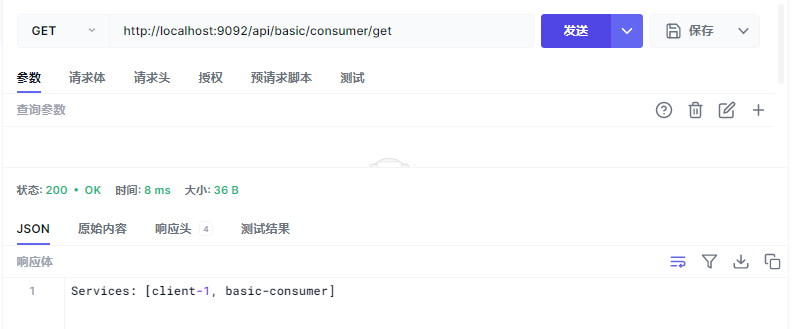 GET http://localhost:9092/api/basic/consumer/get 发送 保存
参数 请求体 请求头 授权 预请求脚本 测试
查询参数
状态: 200 • OK 时间: 8 ms 大小: 36 B
JSON 原始内容 响应头 4 测试结果
响应体
1 Services: [client-1, basic-consumer]